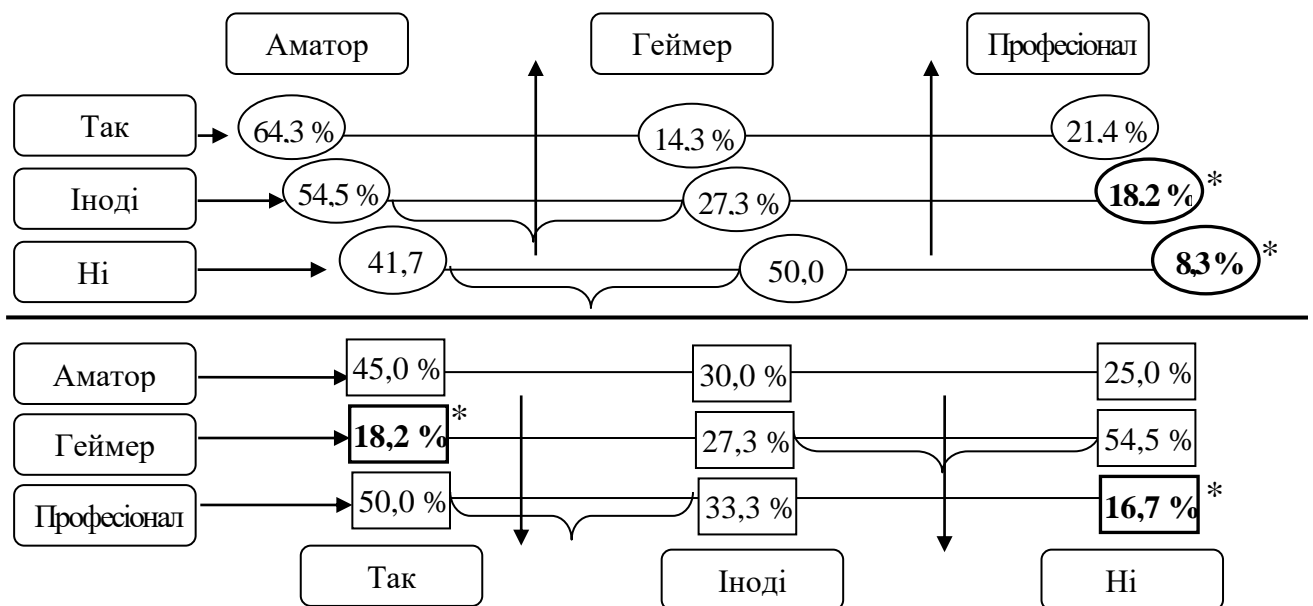 Аматор Геймер Професіонал
Так 64,3 % 14,3 % 21,4 %
Іноді 54,5 % 27,3 % 18,2 % *
Ні 41,7 50,0 8,3 % *
Аматор 45,0 % 30,0 % 25,0 %
Геймер 18,2 % * 27,3 % 54,5 %
Професіонал 50,0 % 33,3 % 16,7 % *
Так Іноді Ні